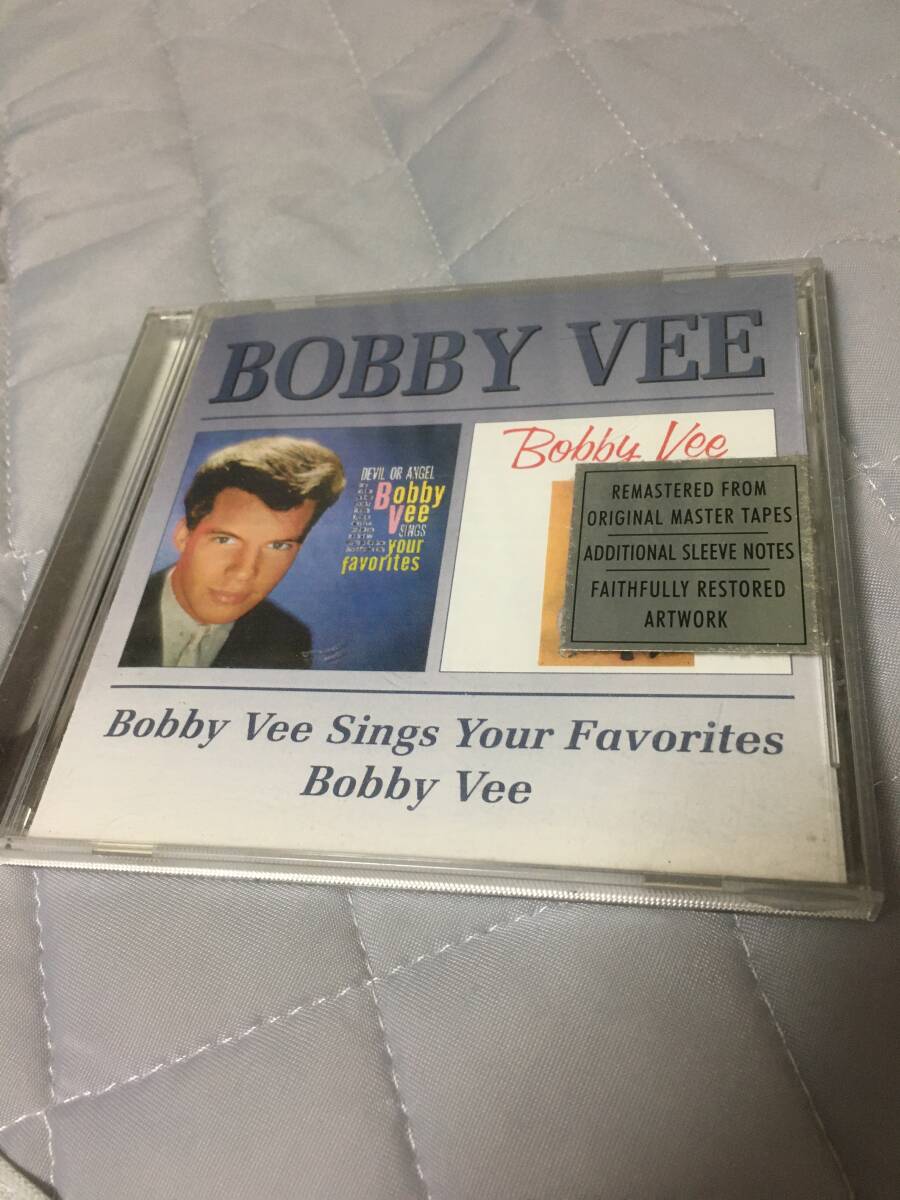 BOBBY VEE
DEVIL OR ANGEL
Bobby
Vee
SINGS
your
favorites
Bobby Vee
REMASTERED FROM
ORIGINAL MASTER TAPES
ADDITIONAL SLEEVE NOTES
FAITHFULLY RESTORED
ARTWORK
Bobby Vee Sings Your Favorites
Bobby Vee